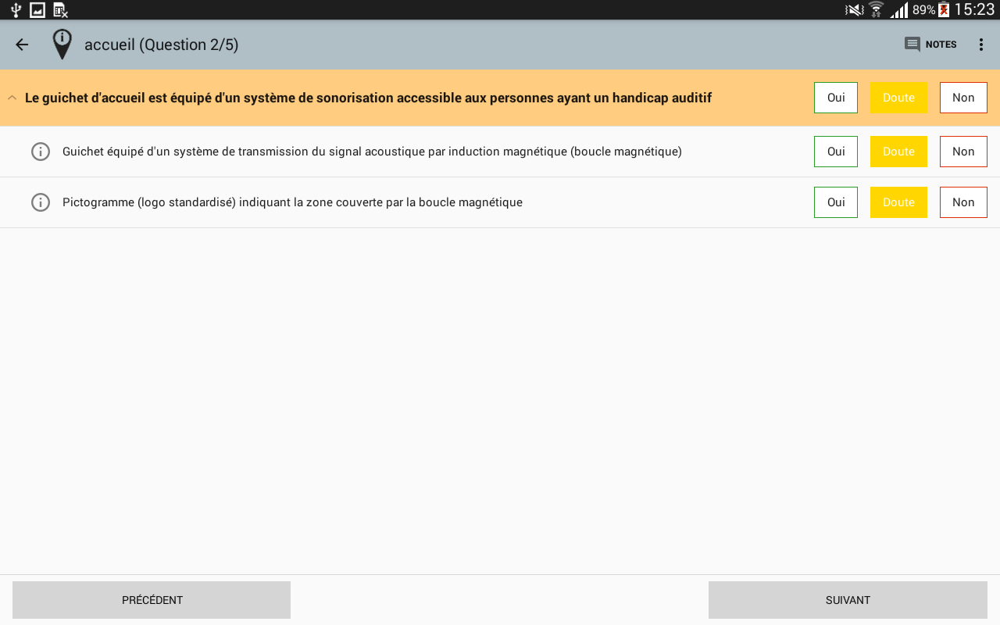 89% 15:23
accueil (Question 2/5) NOTES
Le guichet d'accueil est équipé d'un système de sonorisation accessible aux personnes ayant un handicap auditif Oui Doute Non
Guichet équipé d'un système de transmission du signal acoustique par induction magnétique (boucle magnétique) Oui Doute Non
Pictogramme (logo standardisé) indiquant la zone couverte par la boucle magnétique Oui Doute Non
PRÉCÉDENT SUIVANT